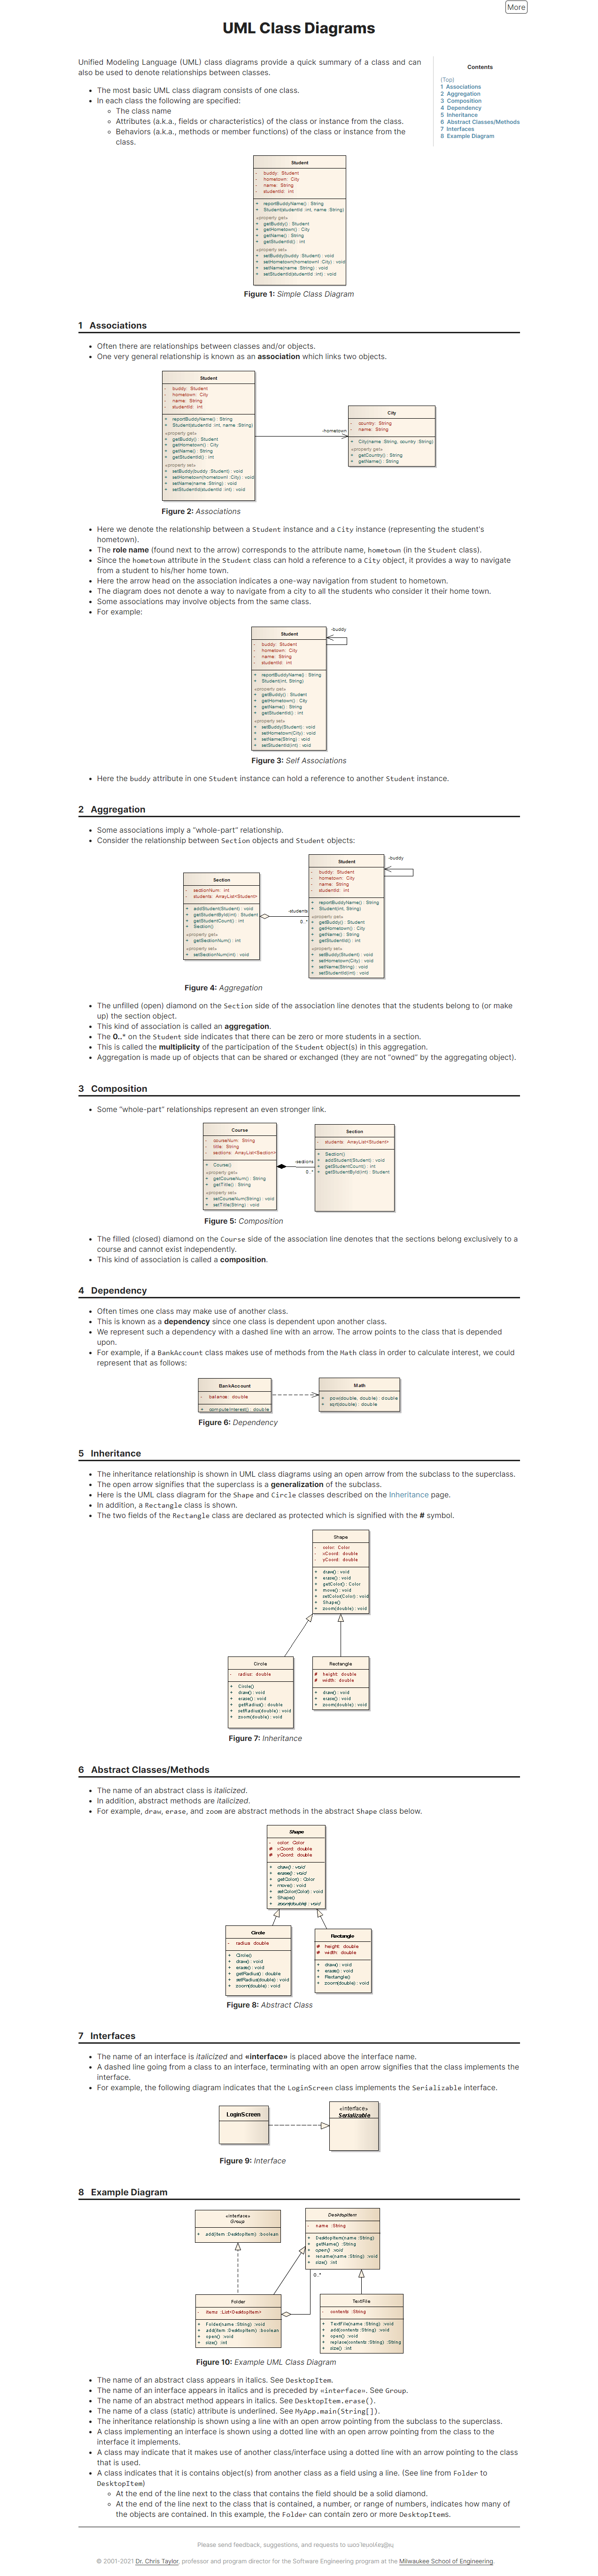 More
UML Class Diagrams
Unified Modeling Language (UML) class diagrams provide a quick summary of a class and can
also be used to denote relationships between classes.
• The most basic UML class diagram consists of one class.
• In each class the following are specified:
◦ The class name
◦ Attributes (a.k.a., fields or characteristics) of the class or instance from the class.
◦ Behaviors (a.k.a., methods or member functions) of the class or instance from the
class.
Contents
(Top)
1 Associations
2 Aggregation
3 Composition
4 Dependency
5 Inheritance
6 Abstract Classes/Methods
7 Interfaces
8 Example Diagram
Student
- buddy: Student
- hometown: City
- name: String
- studentId: int
+ reportBuddyName() : String
+ Student(studentId :int, name :String)
«property get»
+ getBuddy() : Student
+ getHometown() : City
+ getName() : String
+ getStudentId() : int
«property set»
+ setBuddy(buddy :Student) : void
+ setHometown(hometown! :City) : void
+ setName(name :String) : void
+ setStudentId(studentId :int) : void
Figure 1: Simple Class Diagram
1 Associations
• Often there are relationships between classes and/or objects.
• One very general relationship is known as an association which links two objects.
Student
- buddy: Student
- hometown: City
- name: String
- studentId: int
+ reportBuddyName() : String
+ Student(studentId :int, name :String)
«property get»
+ getBuddy() : Student
+ getHometown() : City
+ getName() : String
+ getStudentId() : int
«property set»
+ setBuddy(buddy :Student) : void
+ setHometown(hometown! :City) : void
+ setName(name :String) : void
+ setStudentId(studentId :int) : void
-hometown
City
- country: String
- name: String
+ City(name :String, country :String)
«property get»
+ getCountry() : String
+ getName() : String
Figure 2: Associations
• Here we denote the relationship between a Student instance and a City instance (representing the student's
hometown).
• The role name (found next to the arrow) corresponds to the attribute name, hometown (in the Student class).
• Since the hometown attribute in the Student class can hold a reference to a City object, it provides a way to navigate
from a student to his/her home town.
• Here the arrow head on the association indicates a one-way navigation from student to hometown.
• The diagram does not denote a way to navigate from a city to all the students who consider it their home town.
• Some associations may involve objects from the same class.
• For example:
Student
- buddy: Student
- hometown: City
- name: String
- studentId: int
+ reportBuddyName() : String
+ Student(int, String)
«property get»
+ getBuddy() : Student
+ getHometown() : City
+ getName() : String
+ getStudentId() : int
«property set»
+ setBuddy(Student) : void
+ setHometown(City) : void
+ setName(String) : void
+ setStudentId(int) : void
-buddy
Figure 3: Self Associations
• Here the buddy attribute in one Student instance can hold a reference to another Student instance.
2 Aggregation
• Some associations imply a “whole-part” relationship.
• Consider the relationship between Section objects and Student objects:
Section
- sectionNum: int
- students: ArrayList<Student>
+ addStudent(Student) : void
+ getStudentById(int) : Student
+ getStudentCount() : int
+ Section()
«property get»
+ getSectionNum() : int
«property set»
+ setSectionNum(int) : void
-students
0..*
Student
- buddy: Student
- hometown: City
- name: String
- studentId: int
+ reportBuddyName() : String
+ Student(int, String)
«property get»
+ getBuddy() : Student
+ getHometown() : City
+ getName() : String
+ getStudentId() : int
«property set»
+ setBuddy(Student) : void
+ setHometown(City) : void
+ setName(String) : void
+ setStudentId(int) : void
-buddy
Figure 4: Aggregation
• The unfilled (open) diamond on the Section side of the association line denotes that the students belong to (or make
up) the section object.
• This kind of association is called an aggregation.
• The 0..* on the Student side indicates that there can be zero or more students in a section.
• This is called the multiplicity of the participation of the Student object(s) in this aggregation.
• Aggregation is made up of objects that can be shared or exchanged (they are not “owned” by the aggregating object).
3 Composition
• Some “whole-part” relationships represent an even stronger link.
Course
- courseNum: String
- title: String
- sections: ArrayList<Section>
+ Course()
«property get»
+ getCourseNum() : String
+ getTitle() : String
«property set»
+ setCourseNum(String) : void
+ setTitle(String) : void
-sections
0..*
Section
- students: ArrayList<Student>
+ Section()
+ addStudent(Student) : void
+ getStudentCount() : int
+ getStudentById(int) : Student
Figure 5: Composition
• The filled (closed) diamond on the Course side of the association line denotes that the sections belong exclusively to a
course and cannot exist independently.
• This kind of association is called a composition.
4 Dependency
• Often times one class may make use of another class.
• This is known as a dependency since one class is dependent upon another class.
• We represent such a dependency with a dashed line with an arrow. The arrow points to the class that is depended
upon.
• For example, if a BankAccount class makes use of methods from the Math class in order to calculate interest, we could
represent that as follows:
BankAccount
- balance: double
+ computeInterest() : double
Math
+ pow(double, double) : double
+ sqrt(double) : double
Figure 6: Dependency
5 Inheritance
• The inheritance relationship is shown in UML class diagrams using an open arrow from the subclass to the superclass.
• The open arrow signifies that the superclass is a generalization of the subclass.
• Here is the UML class diagram for the Shape and Circle classes described on the Inheritance page.
• In addition, a Rectangle class is shown.
• The two fields of the Rectangle class are declared as protected which is signified with the # symbol.
Shape
- color: Color
- xCoord: double
- yCoord: double
+ draw() : void
+ erase() : void
+ getColor() : Color
+ move() : void
+ setColor(Color) : void
+ Shape()
+ zoom(double) : void
Circle
- radius: double
+ Circle()
+ draw() : void
+ erase() : void
+ getRadius() : double
+ setRadius(double) : void
+ zoom(double) : void
Rectangle
# height: double
# width: double
+ draw() : void
+ erase() : void
+ zoom(double) : void
Figure 7: Inheritance
6 Abstract Classes/Methods
• The name of an abstract class is italicized.
• In addition, abstract methods are italicized.
• For example, draw, erase, and zoom are abstract methods in the abstract Shape class below.
Shape
- color: Color
# xCoord: double
# yCoord: double
+ draw() : void
+ erase() : void
+ getColor() : Color
+ move() : void
+ setColor(Color) : void
+ Shape()
+ zoom(double) : void
Circle
- radius: double
+ Circle()
+ draw() : void
+ erase() : void
+ getRadius() : double
+ setRadius(double) : void
+ zoom(double) : void
Rectangle
# height: double
# width: double
+ draw() : void
+ erase() : void
+ Rectangle()
+ zoom(double) : void
Figure 8: Abstract Class
7 Interfaces
• The name of an interface is italicized and «interface» is placed above the interface name.
• A dashed line going from a class to an interface, terminating with an open arrow signifies that the class implements the
interface.
• For example, the following diagram indicates that the LoginScreen class implements the Serializable interface.
LoginScreen
«interface»
Serializable
Figure 9: Interface
8 Example Diagram
«interface»
Group
+ add(item :DesktopItem) :boolean
DesktopItem
- name :String
+ DesktopItem(name :String)
+ getName() :String
+ open() :void
+ rename(name :String) :void
+ size() :int
0..*
Folder
- items :List<DesktopItem>
+ Folder(name :String) :void
+ add(item :DesktopItem) :boolean
+ open() :void
+ size() :int
TextFile
- contents :String
+ TextFile(name :String) :void
+ add(contents :String) :void
+ open() :void
+ replace(contents :String) :String
+ size() :int
Figure 10: Example UML Class Diagram
• The name of an abstract class appears in italics. See DesktopItem.
• The name of an interface appears in italics and is preceded by «interface». See Group.
• The name of an abstract method appears in italics. See DesktopItem.erase().
• The name of a class (static) attribute is underlined. See MyApp.main(String[]).
• The inheritance relationship is shown using a line with an open arrow pointing from the subclass to the superclass.
• A class implementing an interface is shown using a dotted line with an open arrow pointing from the class to the
interface it implements.
• A class may indicate that it makes use of another class/interface using a dotted line with an arrow pointing to the class
that is used.
• A class indicates that it is contains object(s) from another class as a field using a line. (See line from Folder to
DesktopItem)
◦ At the end of the line next to the class that contains the field should be a solid diamond.
◦ At the end of the line next to the class that is contained, a number, or range of numbers, indicates how many of
the objects are contained. In this example, the Folder can contain zero or more DesktopItems.
Please send feedback, suggestions, and requests to
© 2001-2021 Dr. Chris Taylor, professor and program director for the Software Engineering program at the Milwaukee School of Engineering.